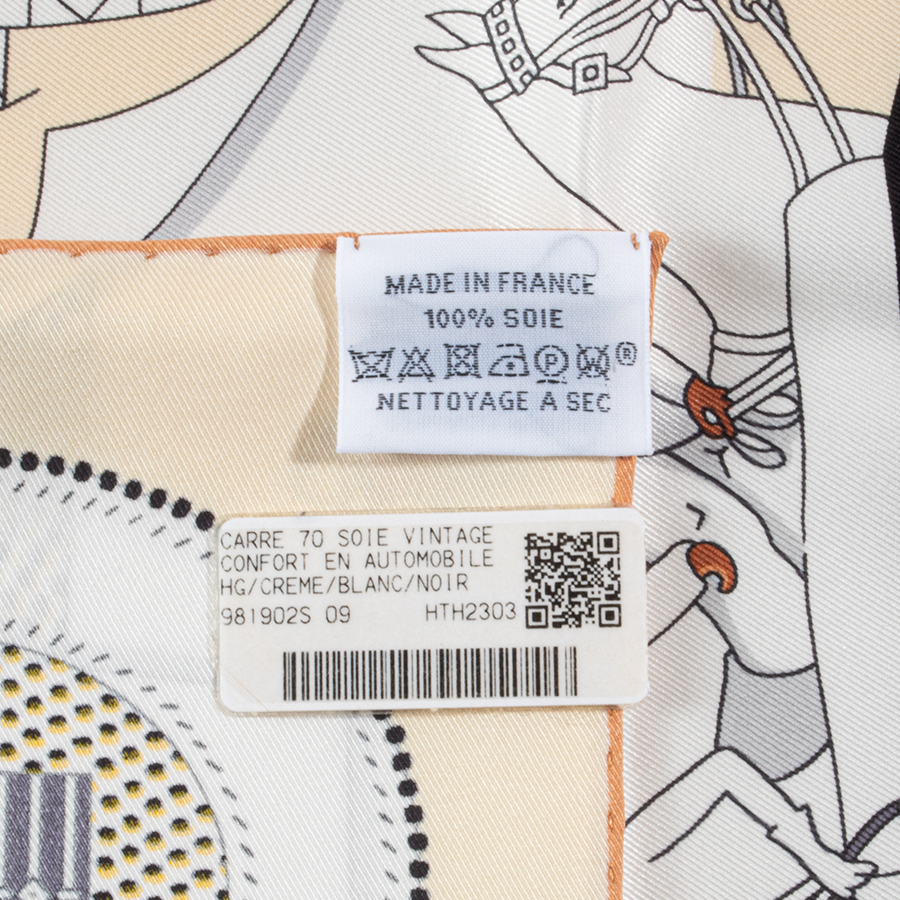 MADE IN FRANCE
100% SOIE
P ®
NETTOYAGE A SEC
CARRE 70 SOIE VINTAGE
CONFORT EN AUTOMOBILE
HG/CREME/BLANC/NOIR
981902S 09 HTH2303